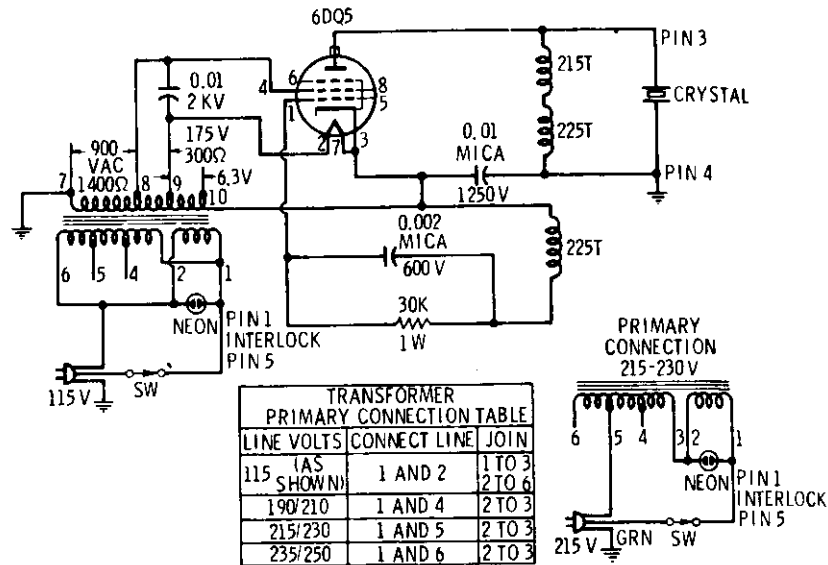 6DQ5
PIN 3
215T
225T
CRYSTAL
PIN 4
0.01
2 KV
4
6
1
8
5
2
7
3
175 V
300Ω
900
VAC
1400Ω
7
8
9
10
6.3V
0.01
MICA
1250 V
0.002
MICA
600 V
225T
30K
1 W
6
5
4
2
1
NEON
PIN 1
INTERLOCK
PIN 5
115 V
SW
TRANSFORMER
PRIMARY CONNECTION TABLE
LINE VOLTS CONNECT LINE JOIN
115 (AS SHOWN) 1 AND 2 1 TO 3
2 TO 6
190/210 1 AND 4 2 TO 3
215/230 1 AND 5 2 TO 3
235/250 1 AND 6 2 TO 3
PRIMARY
CONNECTION
215-230 V
6
5
4
3
2
1
NEON
PIN 1
INTERLOCK
PIN 5
215 V
GRN
SW